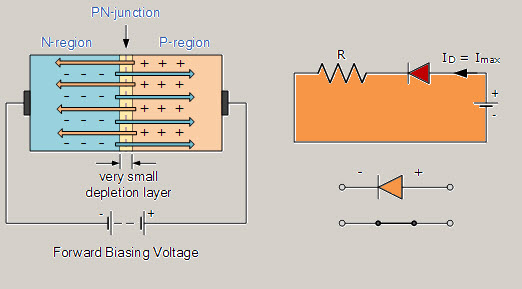 PN-junction
N-region
P-region
+ + +
- - -
+ + +
- - -
+ + +
- - -
+ + +
- - -
+ + +
- - -
very small
depletion layer
- +
Forward Biasing Voltage
R
ID = Imax
+
-
- +